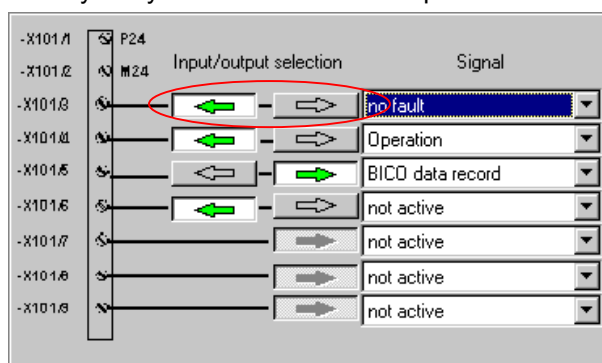 -X101/1 P24
-X101/2 M24
Input/output selection Signal
-X101/3 no fault
-X101/4 Operation
-X101/5 BICO data record
-X101/6 not active
-X101/7 not active
-X101/8 not active
-X101/9 not active